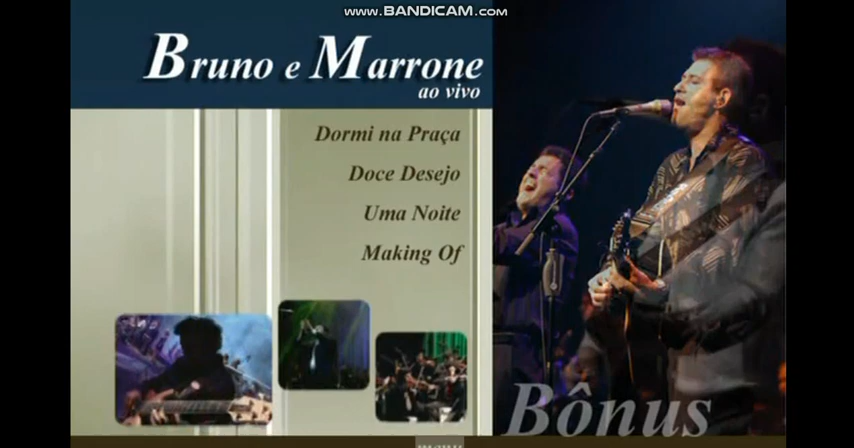 www.BANDICAM.com
Bruno e Marrone
ao vivo
Dormi na Praça
Doce Desejo
Uma Noite
Making Of
Bônus